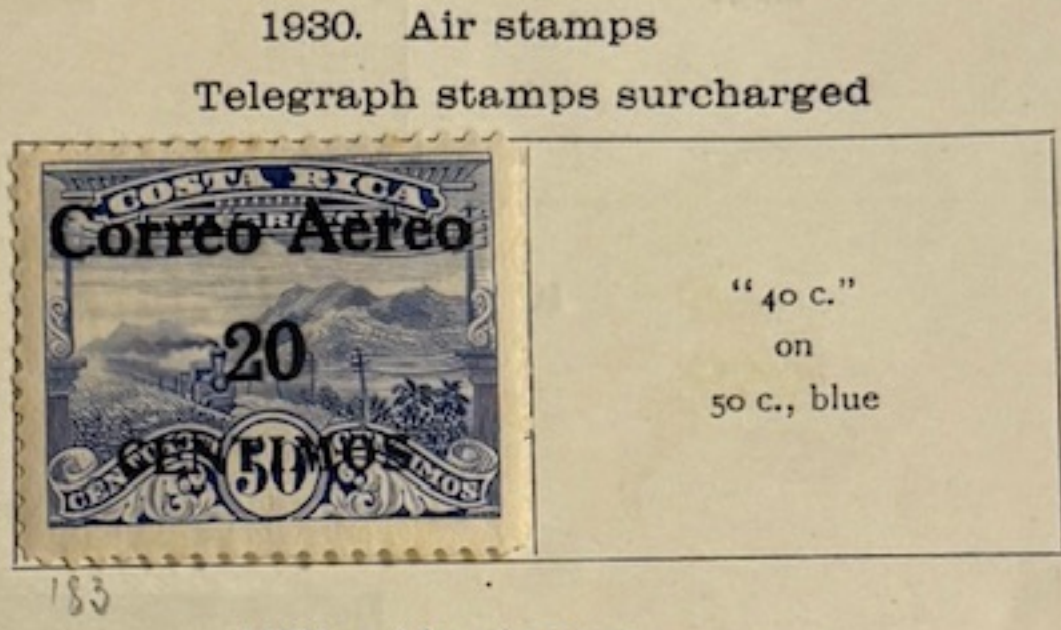 1930. Air stamps
Telegraph stamps surcharged
COSTA RICA
Correo Aereo
20
CENTIMOS
50
“40 c.”
on
50 c., blue
183